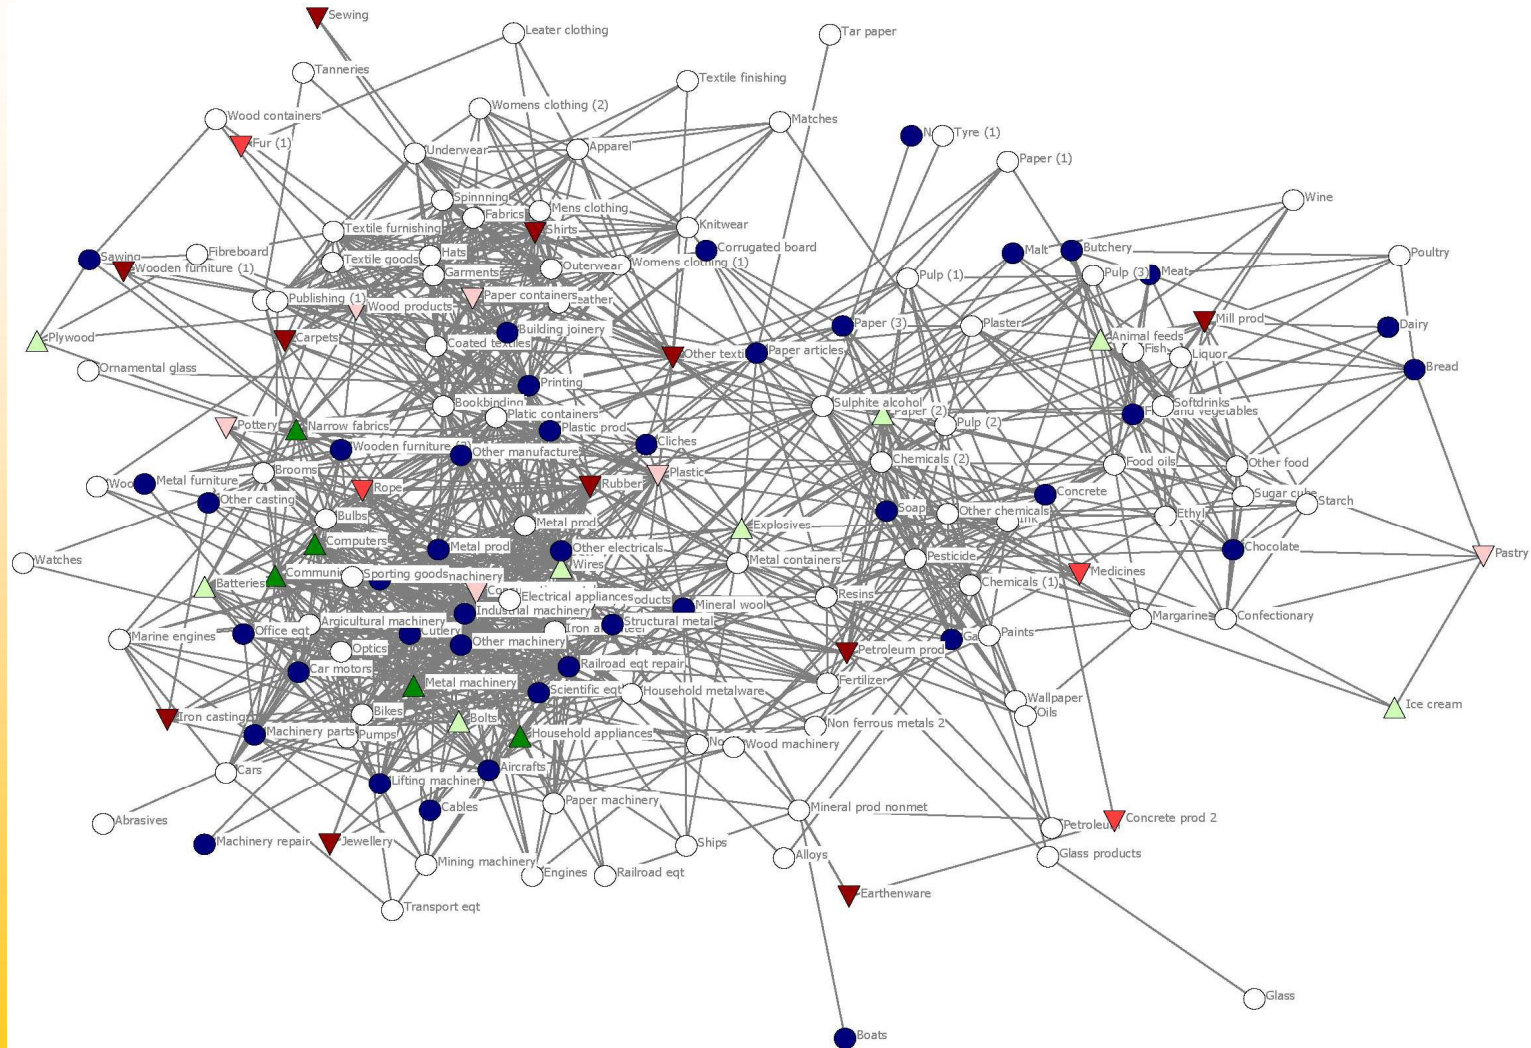 Sewing
Leater clothing
Tar paper
Tanneries
Textile finishing
Womens clothing (2)
Wood containers
Matches
Tyre (1)
Fur (1)
Underwear
Apparel
Paper (1)
Spinnning
Wine
Fabrics
Mens clothing
Textile furnishing
Shirts
Knitwear
Corrugated board
Malt
Butchery
Sawing
Fibreboard
Hats
Poultry
Wooden furniture (1)
Textile goods
Garments
Outerwear
Womens clothing (1)
Pulp (1)
Pulp (3)
Meat
Publishing (1)
Wood products
Paper containers
Plywood
Carpets
Building joinery
Coated textiles
Paper (3)
Plaster
Mill prod
Dairy
Animal feeds
Other texti
Paper articles
Fish
Liquor
Ornamental glass
Bread
Printing
Bookbinding
Platic containers
Sulphite alcohol
Softdrinks
Paper (2)
Pottery
Narrow fabrics
Plastic prod
Pulp (2)
Wooden furniture (2)
Other manufacture
Cliches
Brooms
Plastic
Chemicals (2)
Food oils
Other food
Metal furniture
Rope
Rubber
Other casting
Concrete
Sugar cube
Starch
Bulbs
Metal prod
Explosives
Soap
Other chemicals
Ethyl
Computers
Metal prod
Other electricals
Pesticide
Chocolate
Watches
Wires
Metal containers
Pastry
Batteries
Sporting goods
machinery
Chemicals (1)
Medicines
Electrical appliances
Resins
Mineral wool
Industrial machinery
Argicultural machinery
Structural metal
Margarines
Confectionary
Marine engines
Office eqt
Cutlery
Paints
Optics
Other machinery
Petroleum prod
Car motors
Railroad eqt repair
Metal machinery
Scientific eqt
Household metalware
Fertilizer
Wallpaper
Ice cream
Iron casting
Bikes
Bolts
Oils
Machinery parts
Pumps
Household appliances
Non ferrous metals 2
Wood machinery
Cars
Aircrafts
Lifting machinery
Abrasives
Cables
Paper machinery
Mineral prod nonmet
Petroleum
Concrete prod 2
Machinery repair
Jewellery
Ships
Mining machinery
Alloys
Glass products
Engines
Railroad eqt
Earthenware
Transport eqt
Glass
Boats